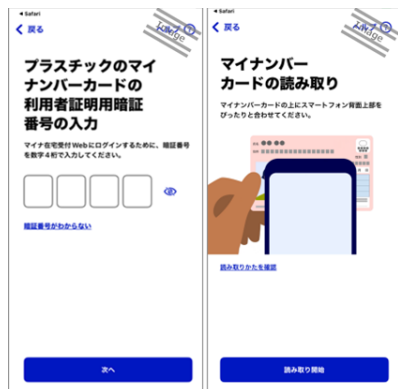 ◀ Safari
戻る
ヘルプ
Image
プラスチックのマイ
ナンバーカードの
利用者証明用暗証
番号の入力
マイナ在宅受付Webにログインするために、暗証番号
を数字4桁で入力してください。
暗証番号がわからない
次へ
◀ Safari
戻る
ヘルプ
Image
マイナンバー
カードの読み取り
マイナンバーカードの上にスマートフォン背面上部を
ぴったりと合わせてください。
読み取りかたを確認
読み取り開始